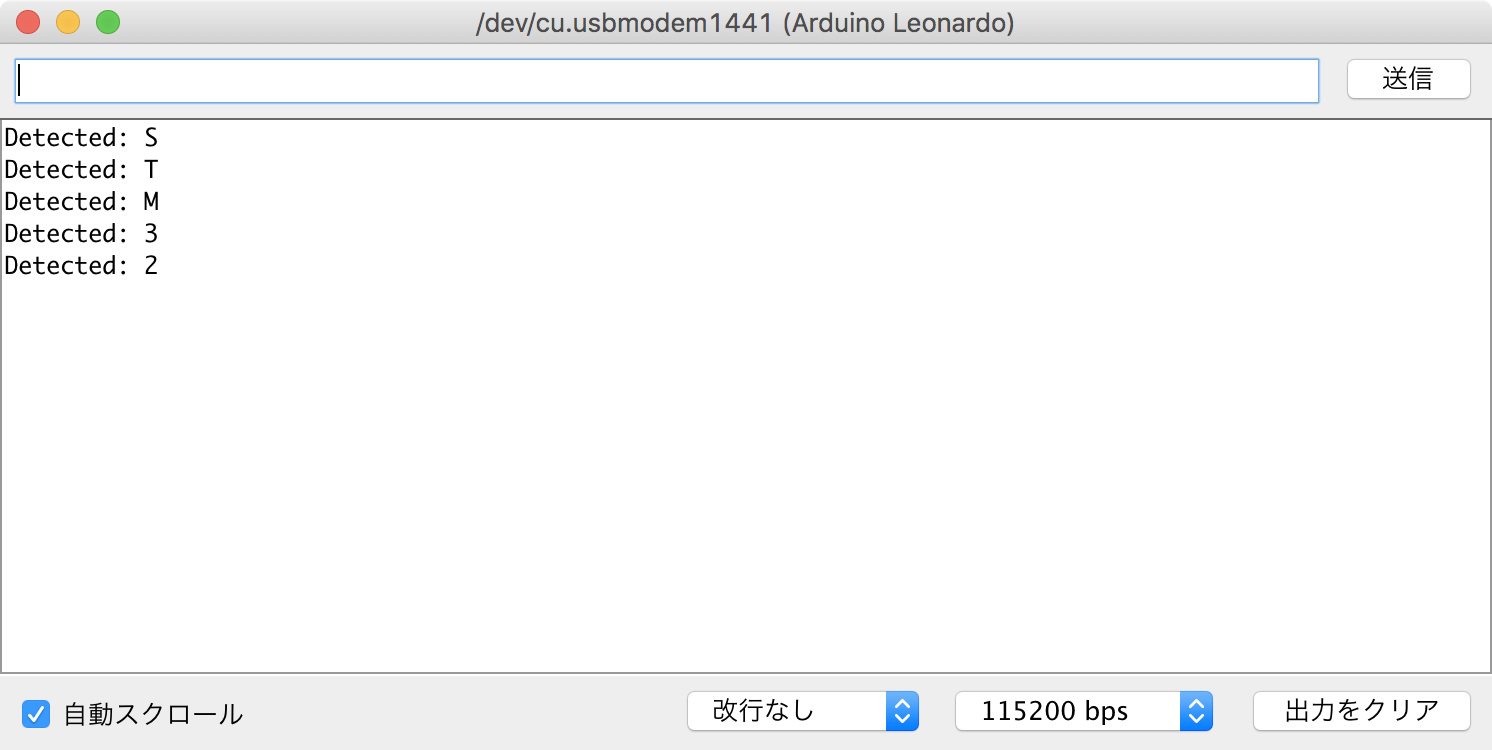 /dev/cu.usbmodem1441 (Arduino Leonardo)
送信
Detected: S
Detected: T
Detected: M
Detected: 3
Detected: 2
自動スクロール
改行なし
115200 bps
出力をクリア